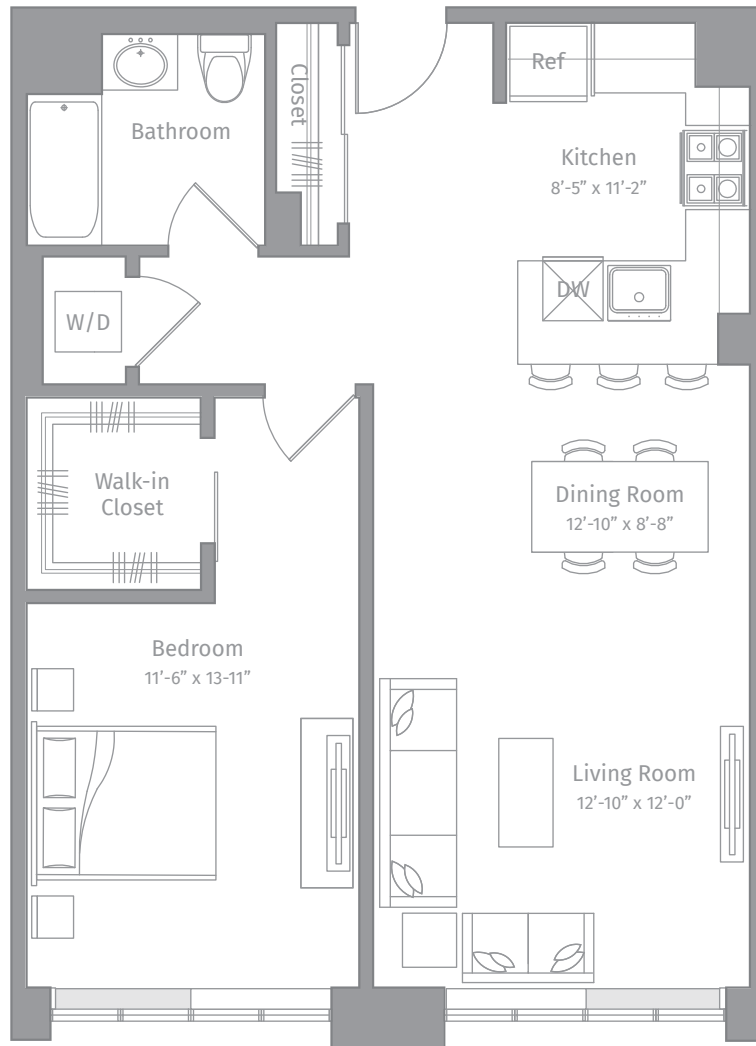 Ref
Closet
Bathroom
Kitchen
8’-5” x 11’-2”
DW
W/D
Walk-in
Closet
Dining Room
12’-10” x 8’-8”
Bedroom
11’-6” x 13’-11”
Living Room
12’-10” x 12’-0”